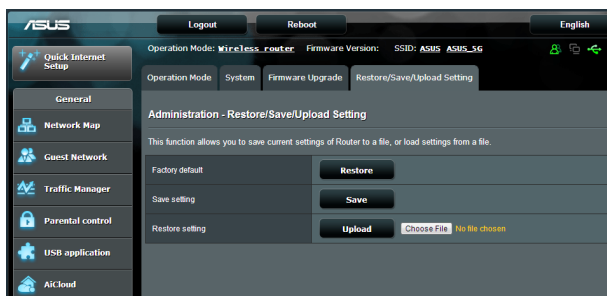 ASUS Logout Reboot English
Quick Internet Setup
Operation Mode: Wireless router Firmware Version: SSID: ASUS ASUS_5G
Operation Mode System Firmware Upgrade Restore/Save/Upload Setting
General
Network Map
Guest Network
Traffic Manager
Parental control
USB application
AiCloud
Administration - Restore/Save/Upload Setting
This function allows you to save current settings of Router to a file, or load settings from a file.
Factory default Restore
Save setting Save
Restore setting Upload Choose File No file chosen